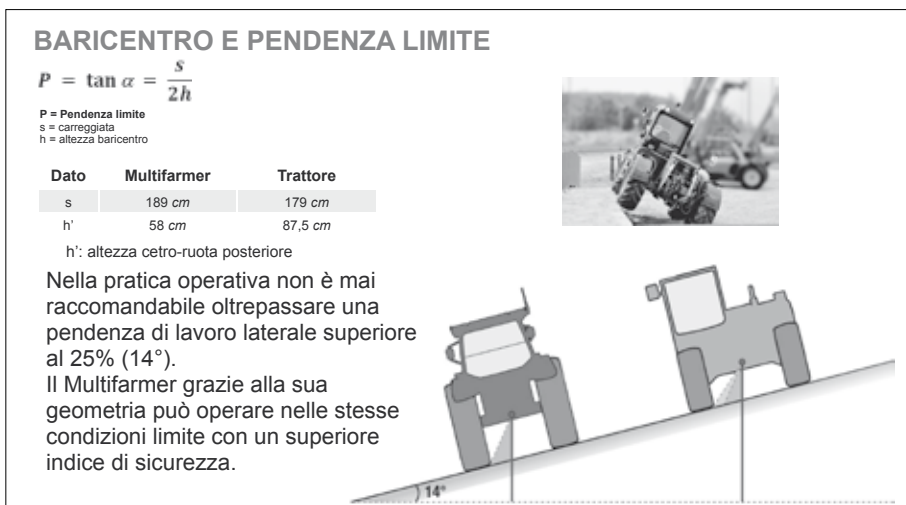 BARICENTRO E PENDENZA LIMITE
P = tan α = s / 2h
P = Pendenza limite
s = carreggiata
h = altezza baricentro
Dato Multifarmer Trattore
s 189 cm 179 cm
h' 58 cm 87,5 cm
h': altezza cetro-ruota posteriore
Nella pratica operativa non è mai
raccomandabile oltrepassare una
pendenza di lavoro laterale superiore
al 25% (14°).
Il Multifarmer grazie alla sua
geometria può operare nelle stesse
condizioni limite con un superiore
indice di sicurezza.
14°